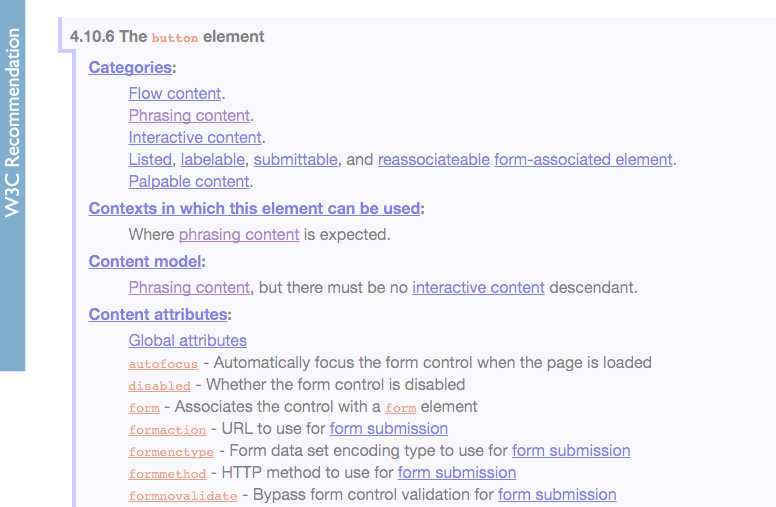 W3C Recommendation
4.10.6 The button element
Categories:
Flow content.
Phrasing content.
Interactive content.
Listed, labelable, submittable, and reassociateable form-associated element.
Palpable content.
Contexts in which this element can be used:
Where phrasing content is expected.
Content model:
Phrasing content, but there must be no interactive content descendant.
Content attributes:
Global attributes
autofocus - Automatically focus the form control when the page is loaded
disabled - Whether the form control is disabled
form - Associates the control with a form element
formaction - URL to use for form submission
formenctype - Form data set encoding type to use for form submission
formmethod - HTTP method to use for form submission
formnovalidate - Bypass form control validation for form submission